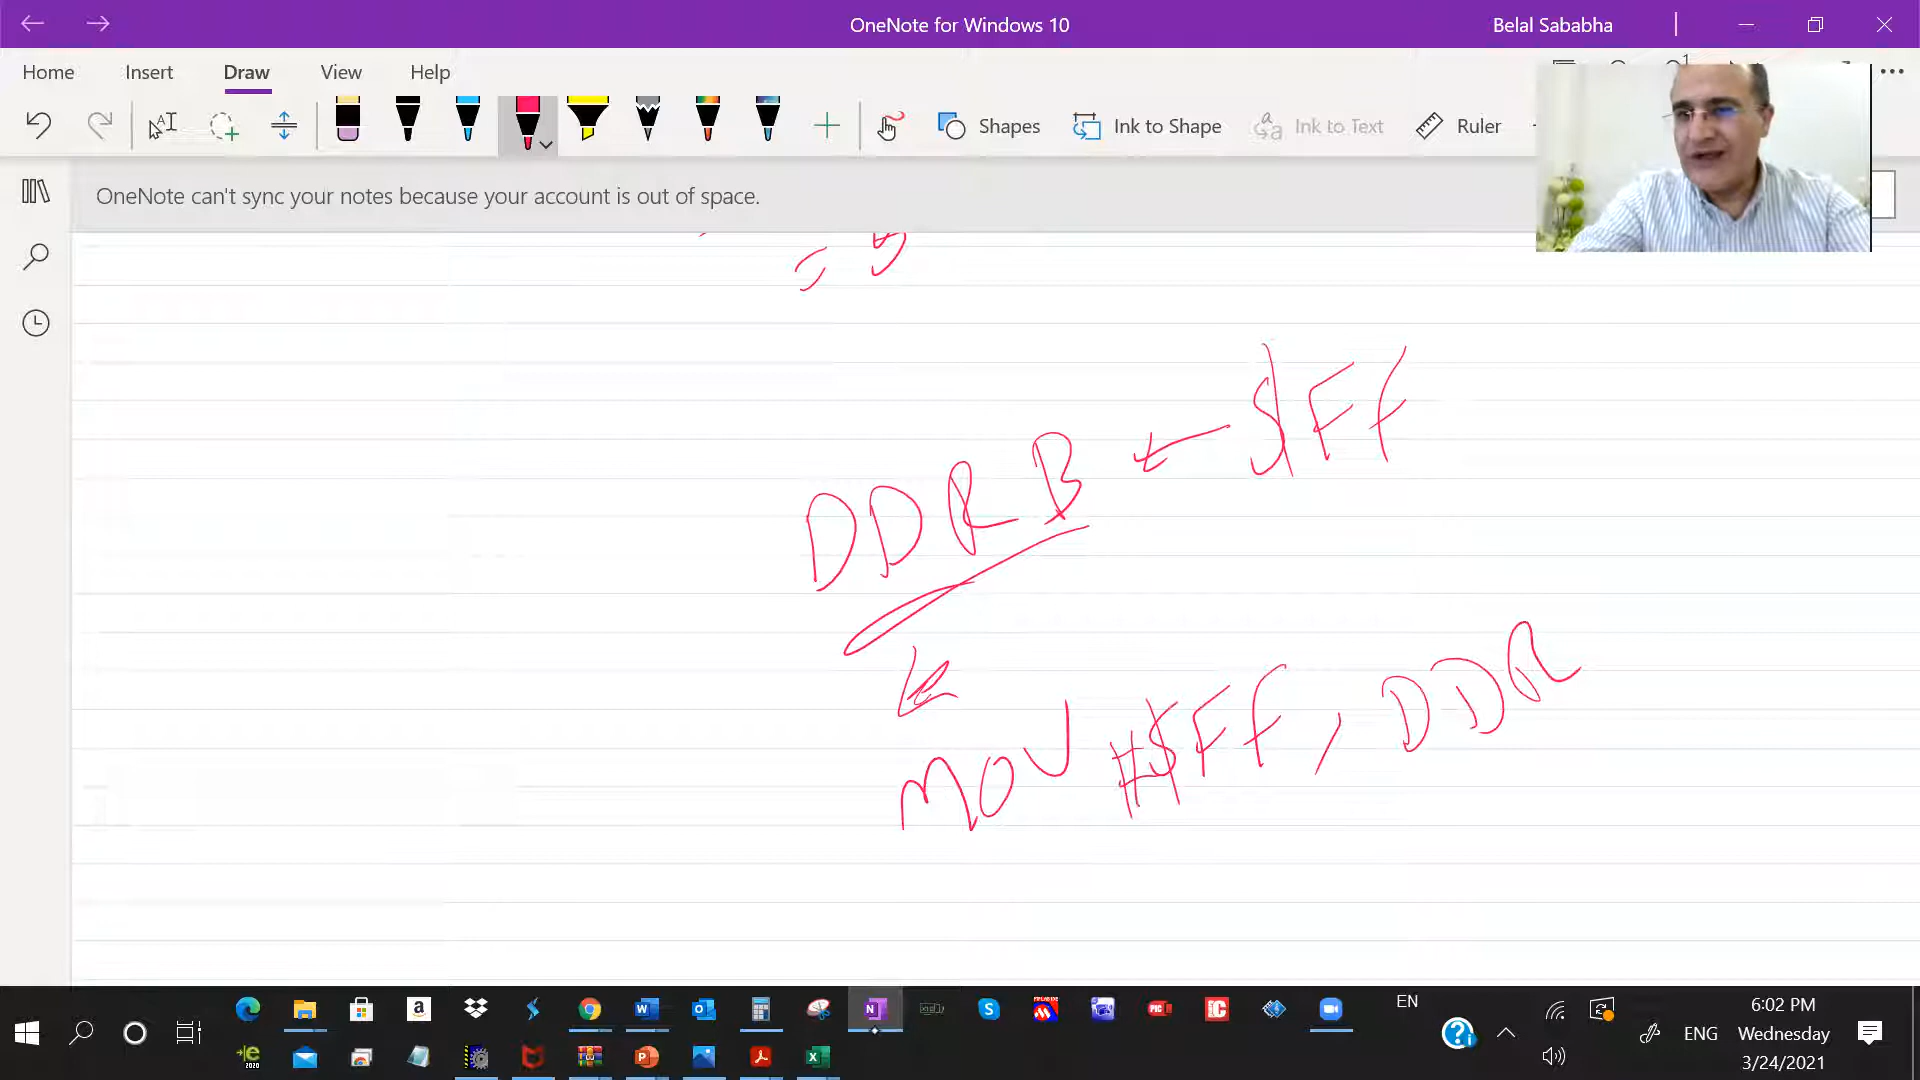 OneNote for Windows 10
Belal Sababha
Home Insert Draw View Help
Shapes Ink to Shape Ink to Text Ruler
OneNote can't sync your notes because your account is out of space.
DDRB ← $FF
MOV #$FF, DDR
EN
6:02 PM
ENG Wednesday
3/24/2021